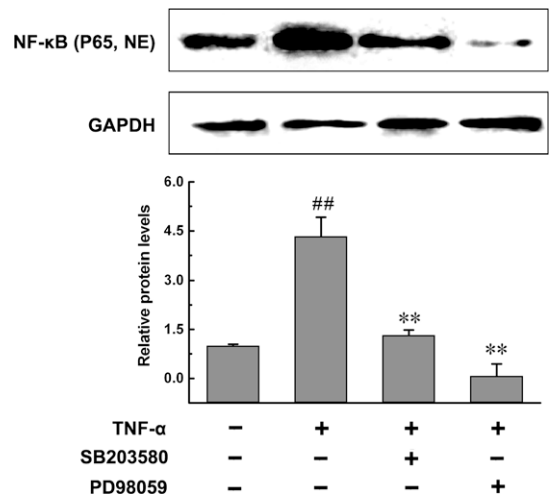 NF-κB (P65, NE)
GAPDH
Relative protein levels
6.0
4.5
3.0
1.5
0.0
##
**
**
TNF-α − + + +
SB203580 − − + −
PD98059 − − − +